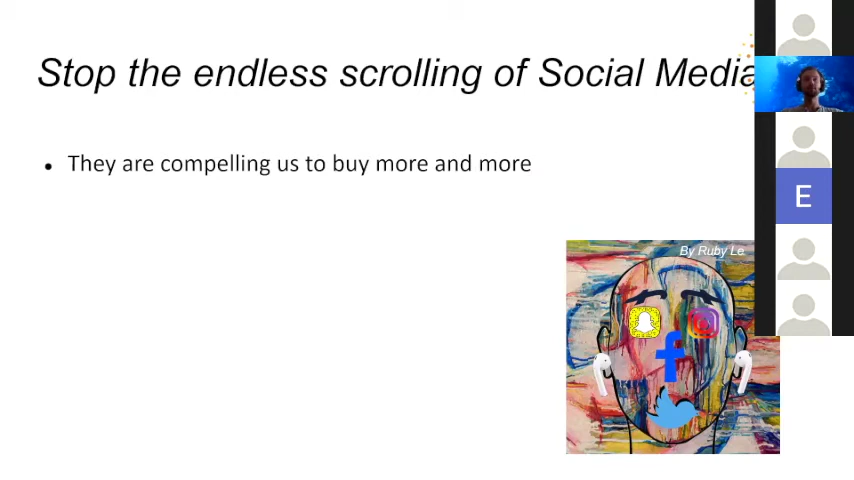 Stop the endless scrolling of Social Media
• They are compelling us to buy more and more
E
By Ruby Le